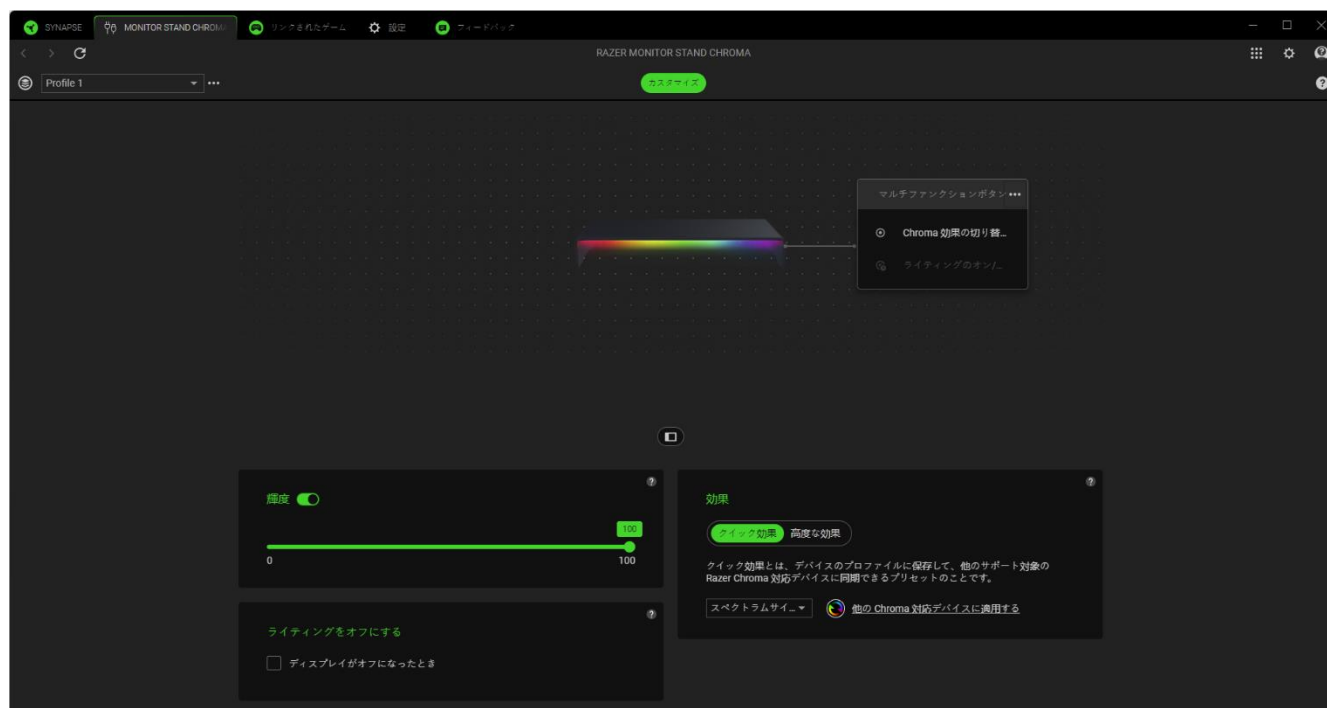 SYNAPSE
MONITOR STAND CHROMA
リンクされたゲーム
設定
フィードバック
RAZER MONITOR STAND CHROMA
Profile 1
カスタマイズ
マルチファンクションボタン
Chroma 効果の切り替...
ライティングのオン/...
輝度
100
0
100
効果
クイック効果
高度な効果
クイック効果とは、デバイスのプロファイルに保存して、他のサポート対象の
Razer Chroma 対応デバイスに同期できるプリセットのことです。
スペクトラムサイ...
他の Chroma 対応デバイスに適用する
ライティングをオフにする
ディスプレイがオフになったとき